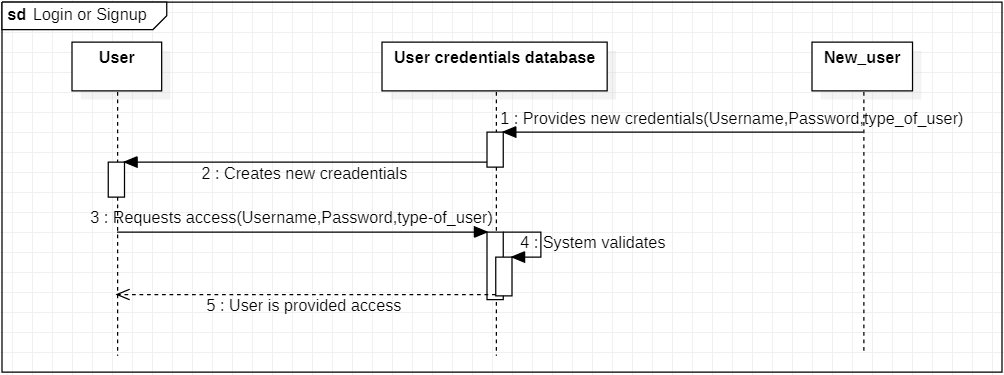 sd Login or Signup
User
User credentials database
New_user
1 : Provides new credentials(Username,Password,type_of_user)
2 : Creates new creadentials
3 : Requests access(Username,Password,type-of_user)
4 : System validates
5 : User is provided access